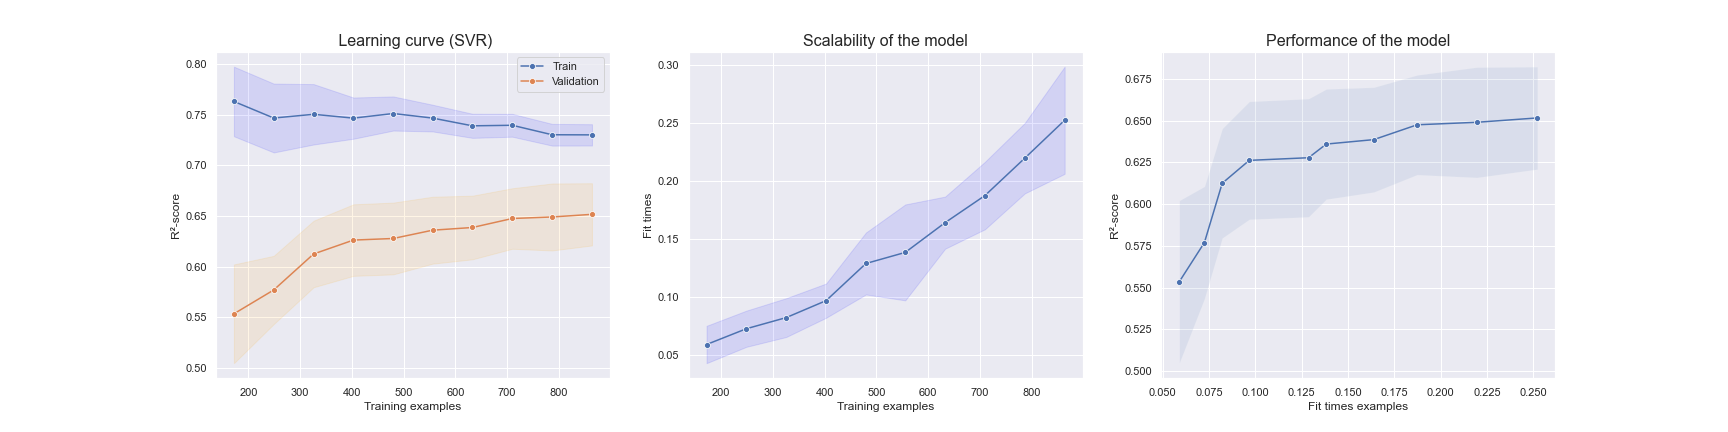 Learning curve (SVR)
Train
Validation
R²-score
0.80
0.75
0.70
0.65
0.60
0.55
0.50
200 300 400 500 600 700 800
Training examples
Scalability of the model
Fit times
0.30
0.25
0.20
0.15
0.10
0.05
200 300 400 500 600 700 800
Training examples
Performance of the model
R²-score
0.675
0.650
0.625
0.600
0.575
0.550
0.525
0.500
0.050 0.075 0.100 0.125 0.150 0.175 0.200 0.225 0.250
Fit times examples